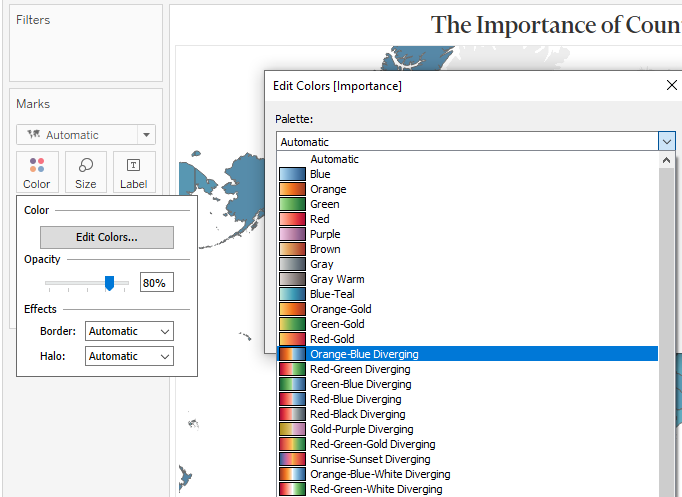 Filters
The Importance of Coun
Marks
Automatic
Color
Size
Label
T
Color
Edit Colors...
Opacity
80%
Effects
Border: Automatic
Halo: Automatic
Edit Colors [Importance]
Palette:
Automatic
Automatic
Blue
Orange
Green
Red
Purple
Brown
Gray
Gray Warm
Blue-Teal
Orange-Gold
Green-Gold
Red-Gold
Orange-Blue Diverging
Red-Green Diverging
Green-Blue Diverging
Red-Blue Diverging
Red-Black Diverging
Gold-Purple Diverging
Red-Green-Gold Diverging
Sunrise-Sunset Diverging
Orange-Blue-White Diverging
Red-Green-White Diverging